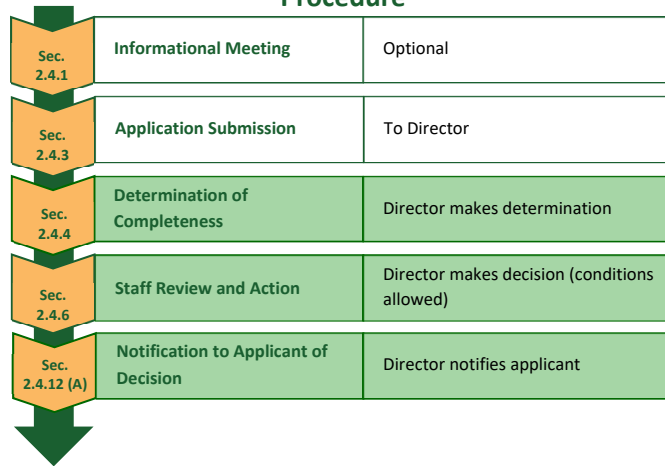 Procedure
Sec.
2.4.1
Informational Meeting
Optional
Sec.
2.4.3
Application Submission
To Director
Sec.
2.4.4
Determination of
Completeness
Director makes determination
Sec.
2.4.6
Staff Review and Action
Director makes decision (conditions
allowed)
Sec.
2.4.12 (A)
Notification to Applicant of
Decision
Director notifies applicant